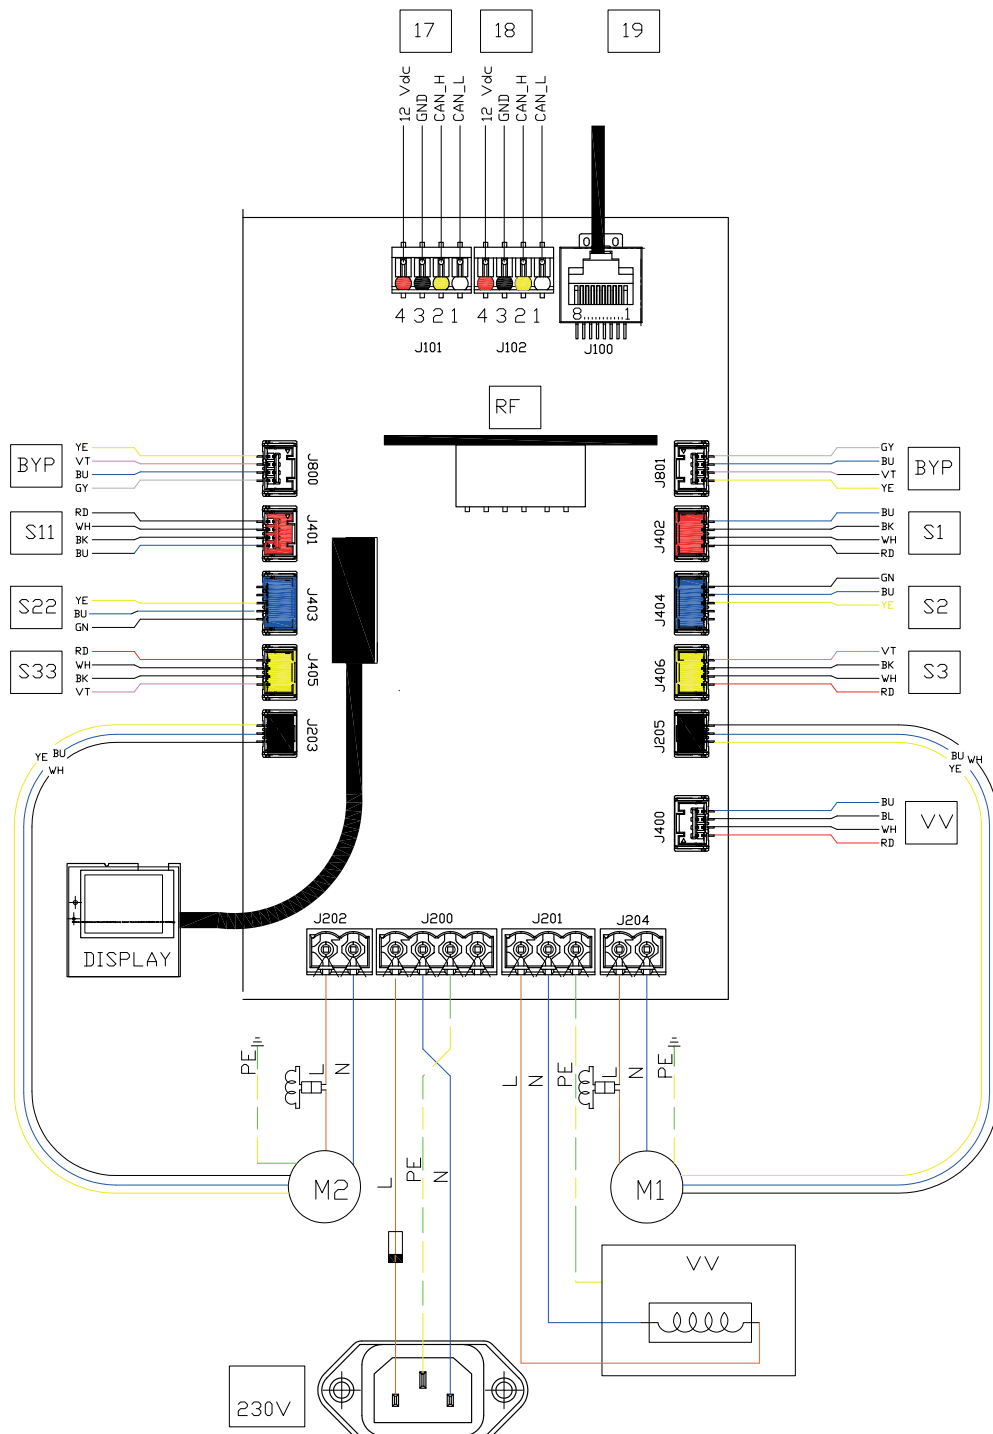 17 18 19
12 Vdc GND CAN_H CAN_L 12 Vdc GND CAN_H CAN_L
4 3 2 1 4 3 2 1 8 1
J101 J102 J100
RF
BYP
YE
VT
BU
GY
J800
J801
GY
BU
VT
YE
BYP
S11
RD
WH
BK
BU
J401
J402
BU
BK
WH
RD
S1
S22
YE
BU
GN
J403
J404
GN
BU
YE
S2
S33
RD
WH
BK
VT
J405
J406
VT
BK
WH
RD
S3
J203
J205
YE BU WH
BU WH
YE
J400
BU
BL
WH
RD
VV
DISPLAY
J202 J200 J201 J204
PE L N L N PE L N PE
M2 L PE N M1
VV
230V